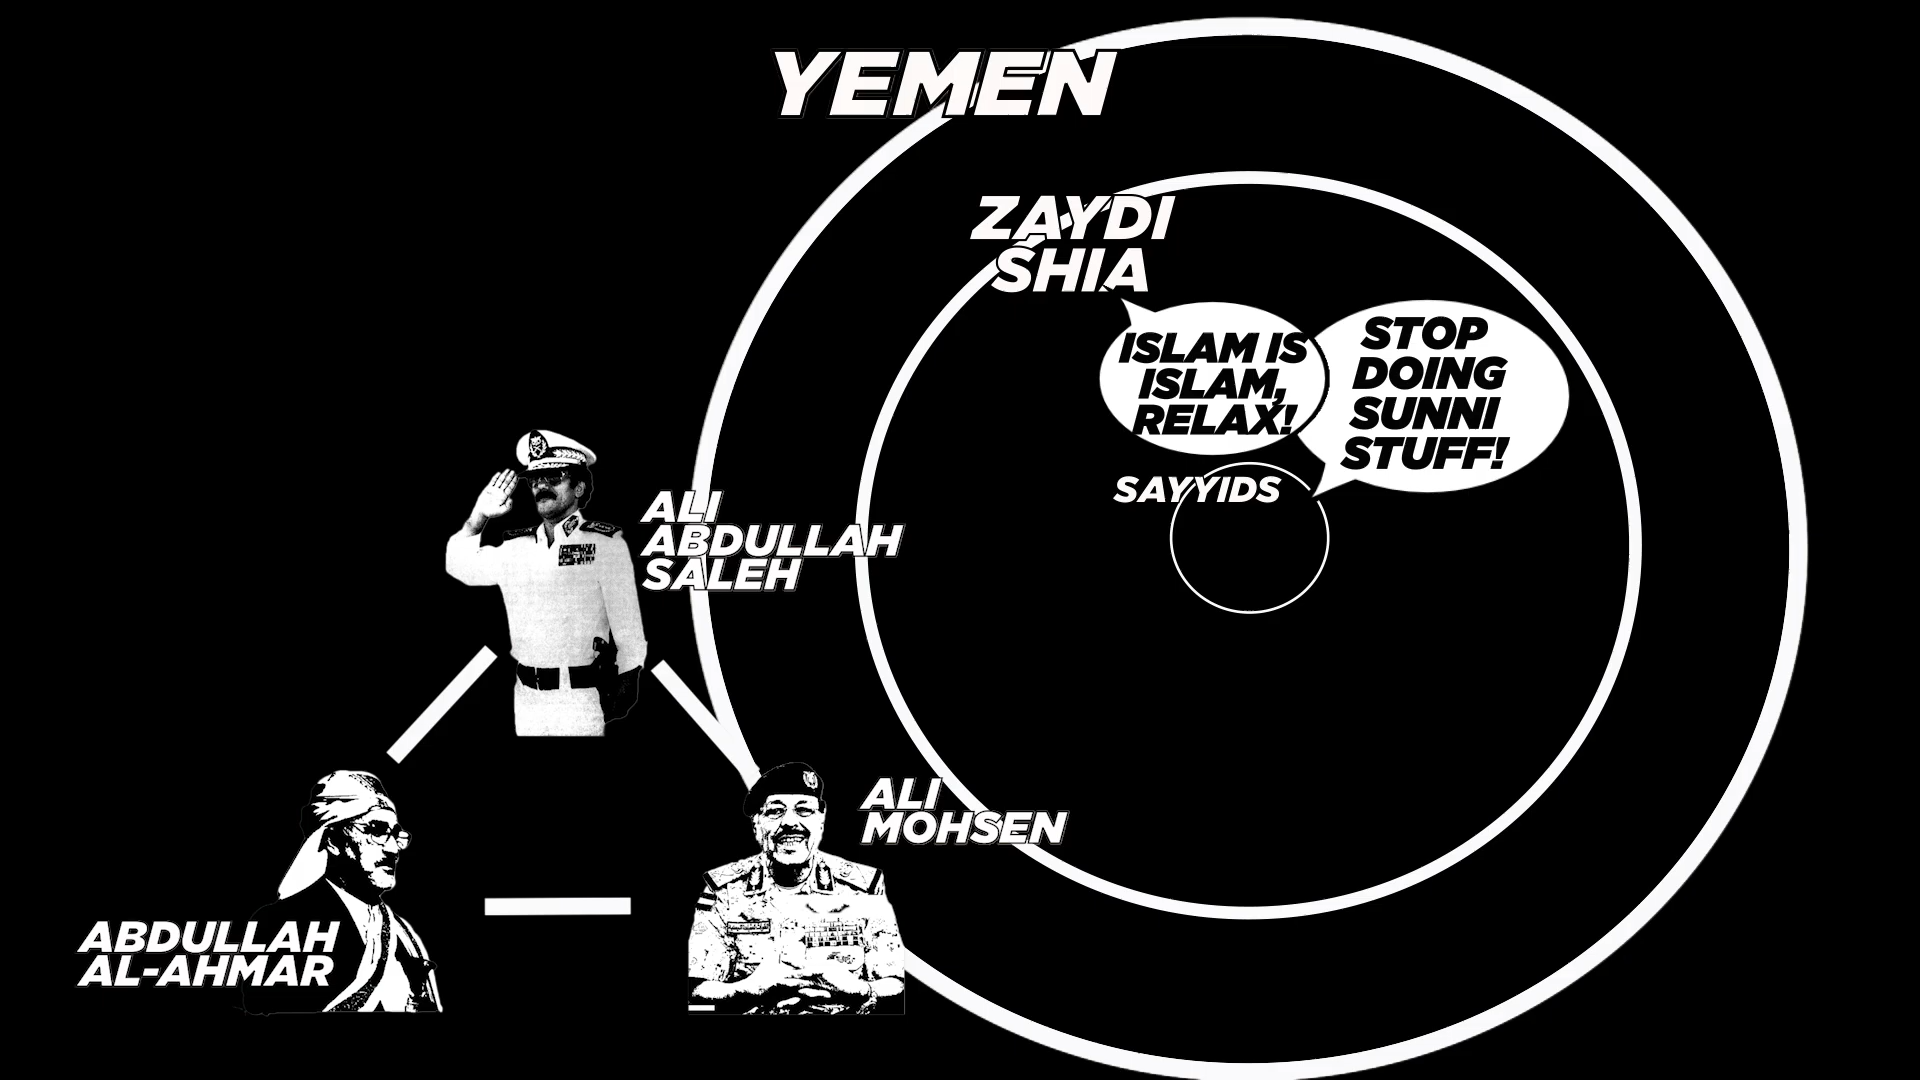 YEMEN
ZAYDI
SHIA
ISLAM IS
ISLAM,
RELAX!
STOP
DOING
SUNNI
STUFF!
SAYYIDS
ALI
ABDULLAH
SALEH
ALI
MOHSEN
ABDULLAH
AL-AHMAR